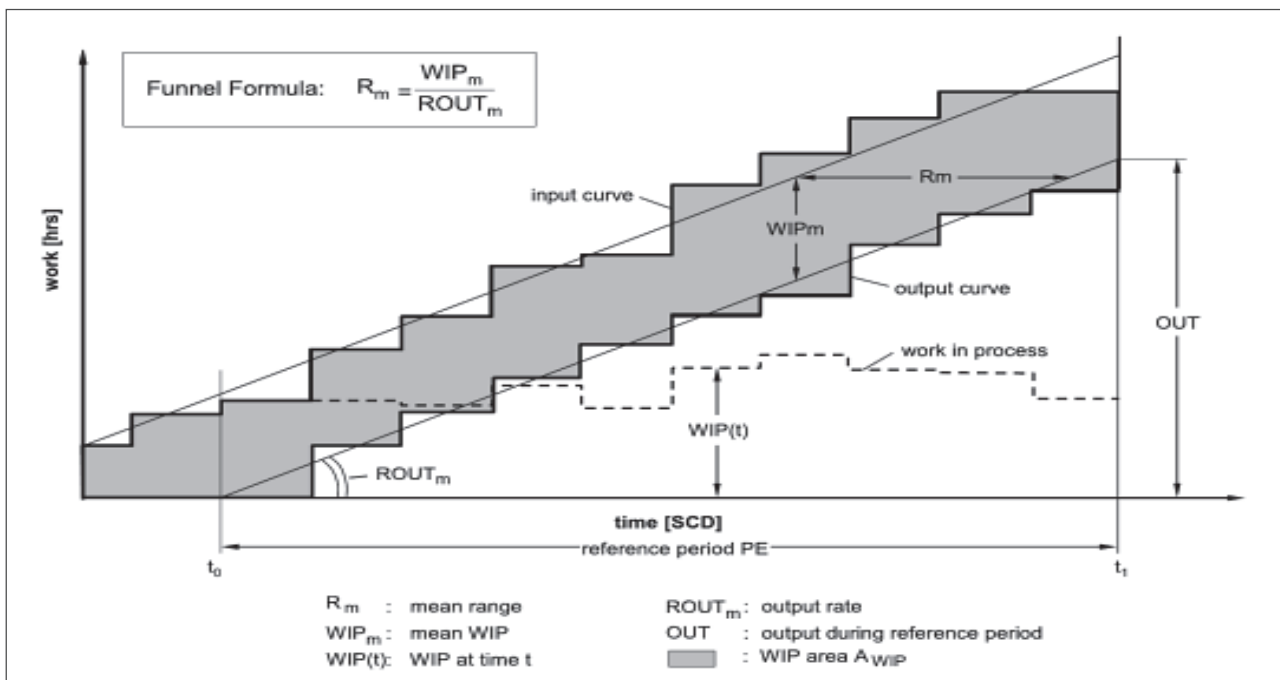 Funnel Formula: R_m = WIP_m / ROUT_m
work [hrs]
input curve
Rm
WIPm
output curve
OUT
work in process
WIP(t)
ROUT_m
time [SCD]
reference period PE
t_0
t_1
R_m : mean range
WIP_m : mean WIP
WIP(t): WIP at time t
ROUT_m : output rate
OUT : output during reference period
: WIP area A_WIP